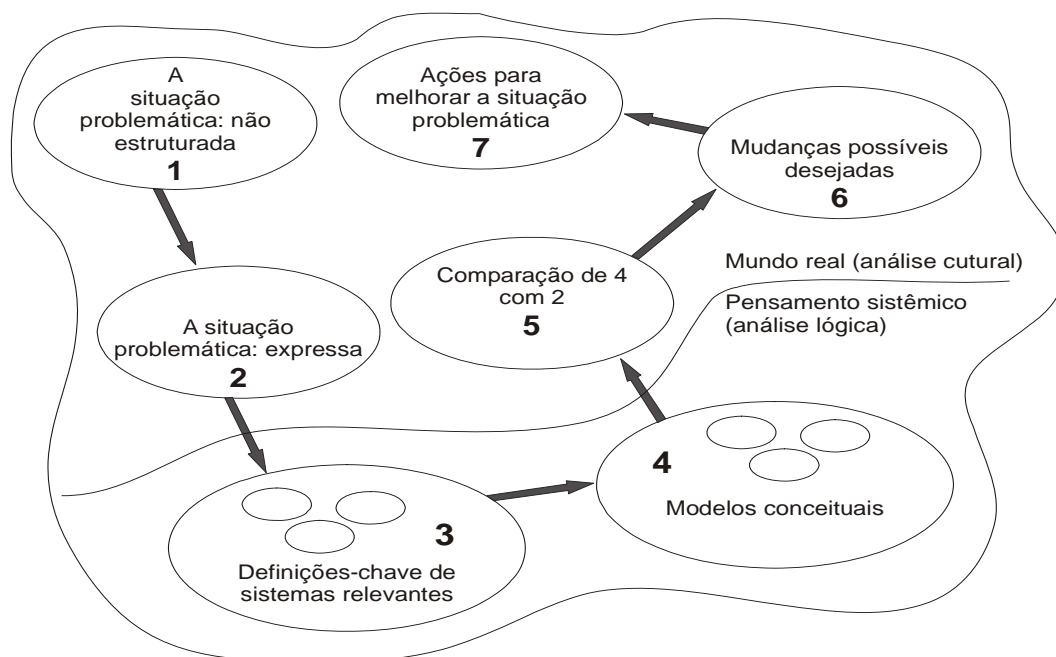 A
situação
problemática: não
estruturada
1
A situação
problemática: expressa
2
3
Definições-chave de
sistemas relevantes
4
Modelos conceituais
Comparação de 4
com 2
5
Mudanças possíveis
desejadas
6
Ações para
melhorar a situação
problemática
7
Mundo real (análise cutural)
Pensamento sistêmico
(análise lógica)